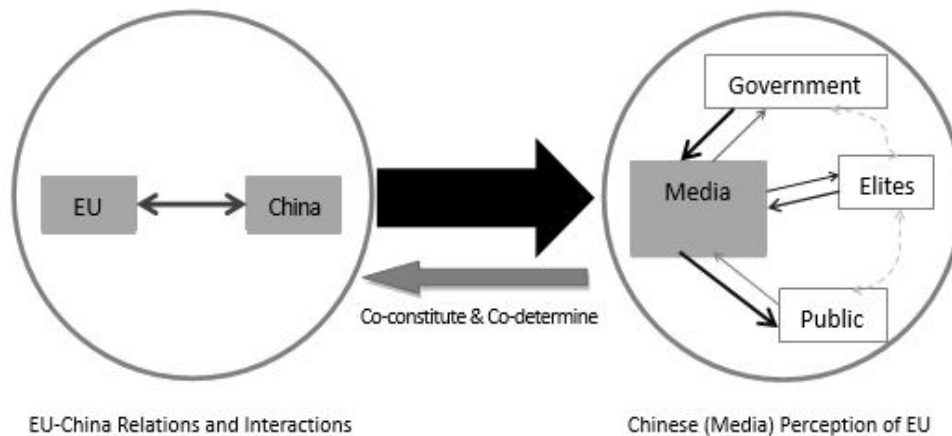 Government
EU
China
Media
Elites
Public
Co-constitute & Co-determine
EU-China Relations and Interactions
Chinese (Media) Perception of EU